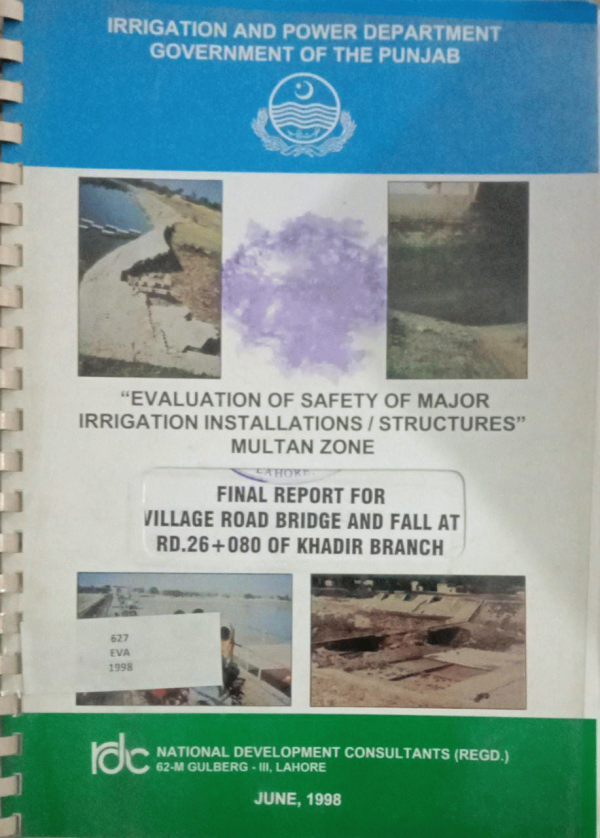 IRRIGATION AND POWER DEPARTMENT
GOVERNMENT OF THE PUNJAB
“EVALUATION OF SAFETY OF MAJOR
IRRIGATION INSTALLATIONS / STRUCTURES”
MULTAN ZONE
LAHORE.
FINAL REPORT FOR
VILLAGE ROAD BRIDGE AND FALL AT
RD.26+080 OF KHADIR BRANCH
627
EVA
1998
ndc NATIONAL DEVELOPMENT CONSULTANTS (REGD.)
62-M GULBERG - III, LAHORE
JUNE, 1998